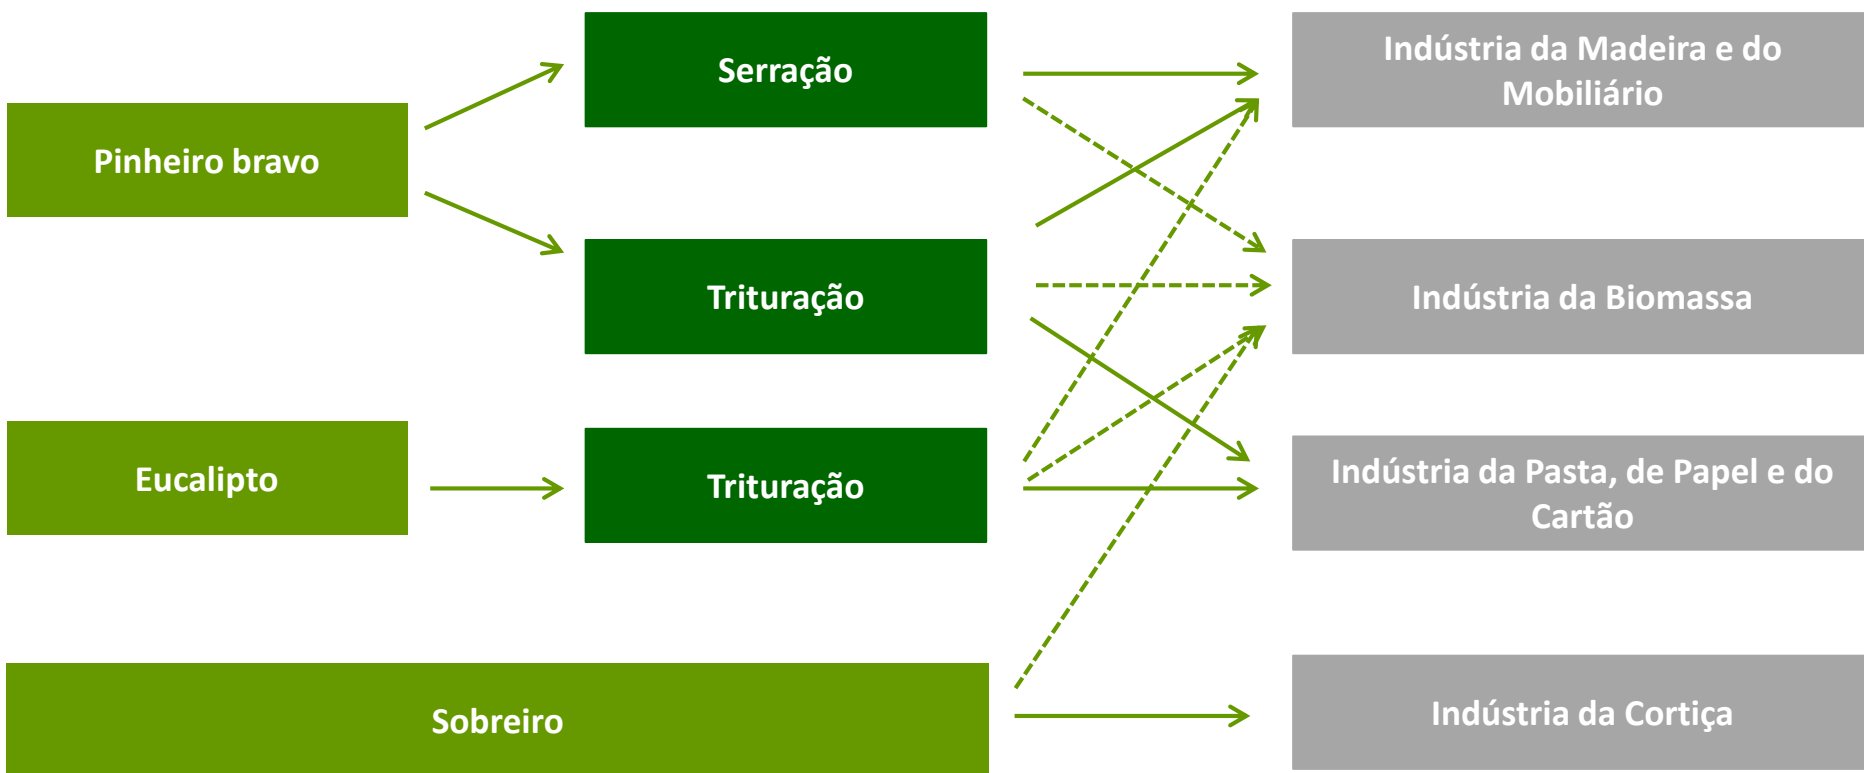 Serração
Indústria da Madeira e do
Mobiliário
Pinheiro bravo
Trituração
Indústria da Biomassa
Eucalipto
Trituração
Indústria da Pasta, de Papel e do
Cartão
Sobreiro
Indústria da Cortiça